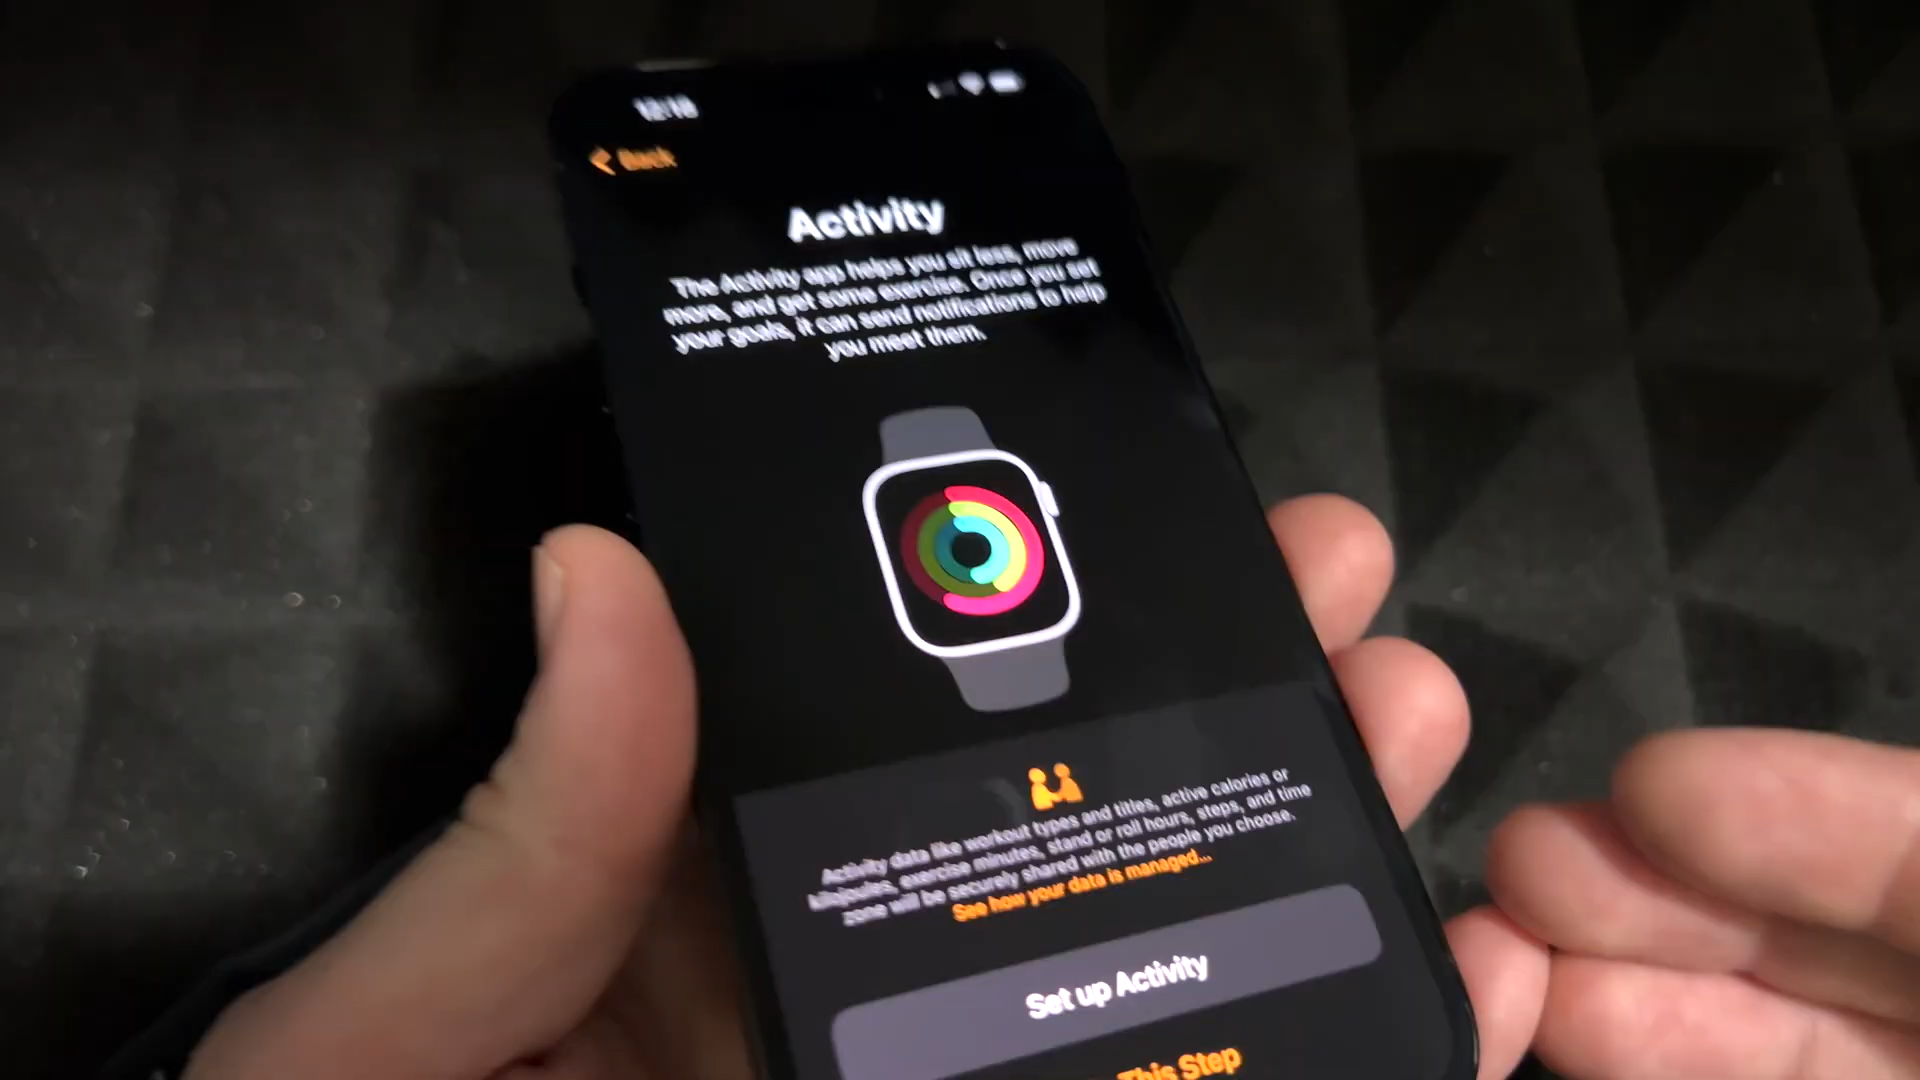 12:18
Back
Activity
The Activity app helps you sit less, move
more, and get some exercise. Once you set
your goals, it can send notifications to help
you meet them.
Activity data like workout types and titles, active calories or
kilojoules, exercise minutes, stand or roll hours, steps, and time
zone will be securely shared with the people you choose.
See how your data is managed...
Set up Activity
This Step